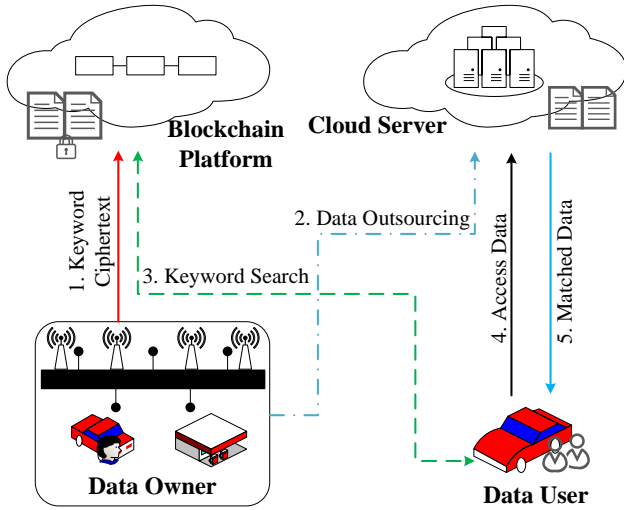 Blockchain
Platform
Cloud Server
1. Keyword
Ciphertext
2. Data Outsourcing
3. Keyword Search
4. Access Data
5. Matched Data
Data Owner
Data User